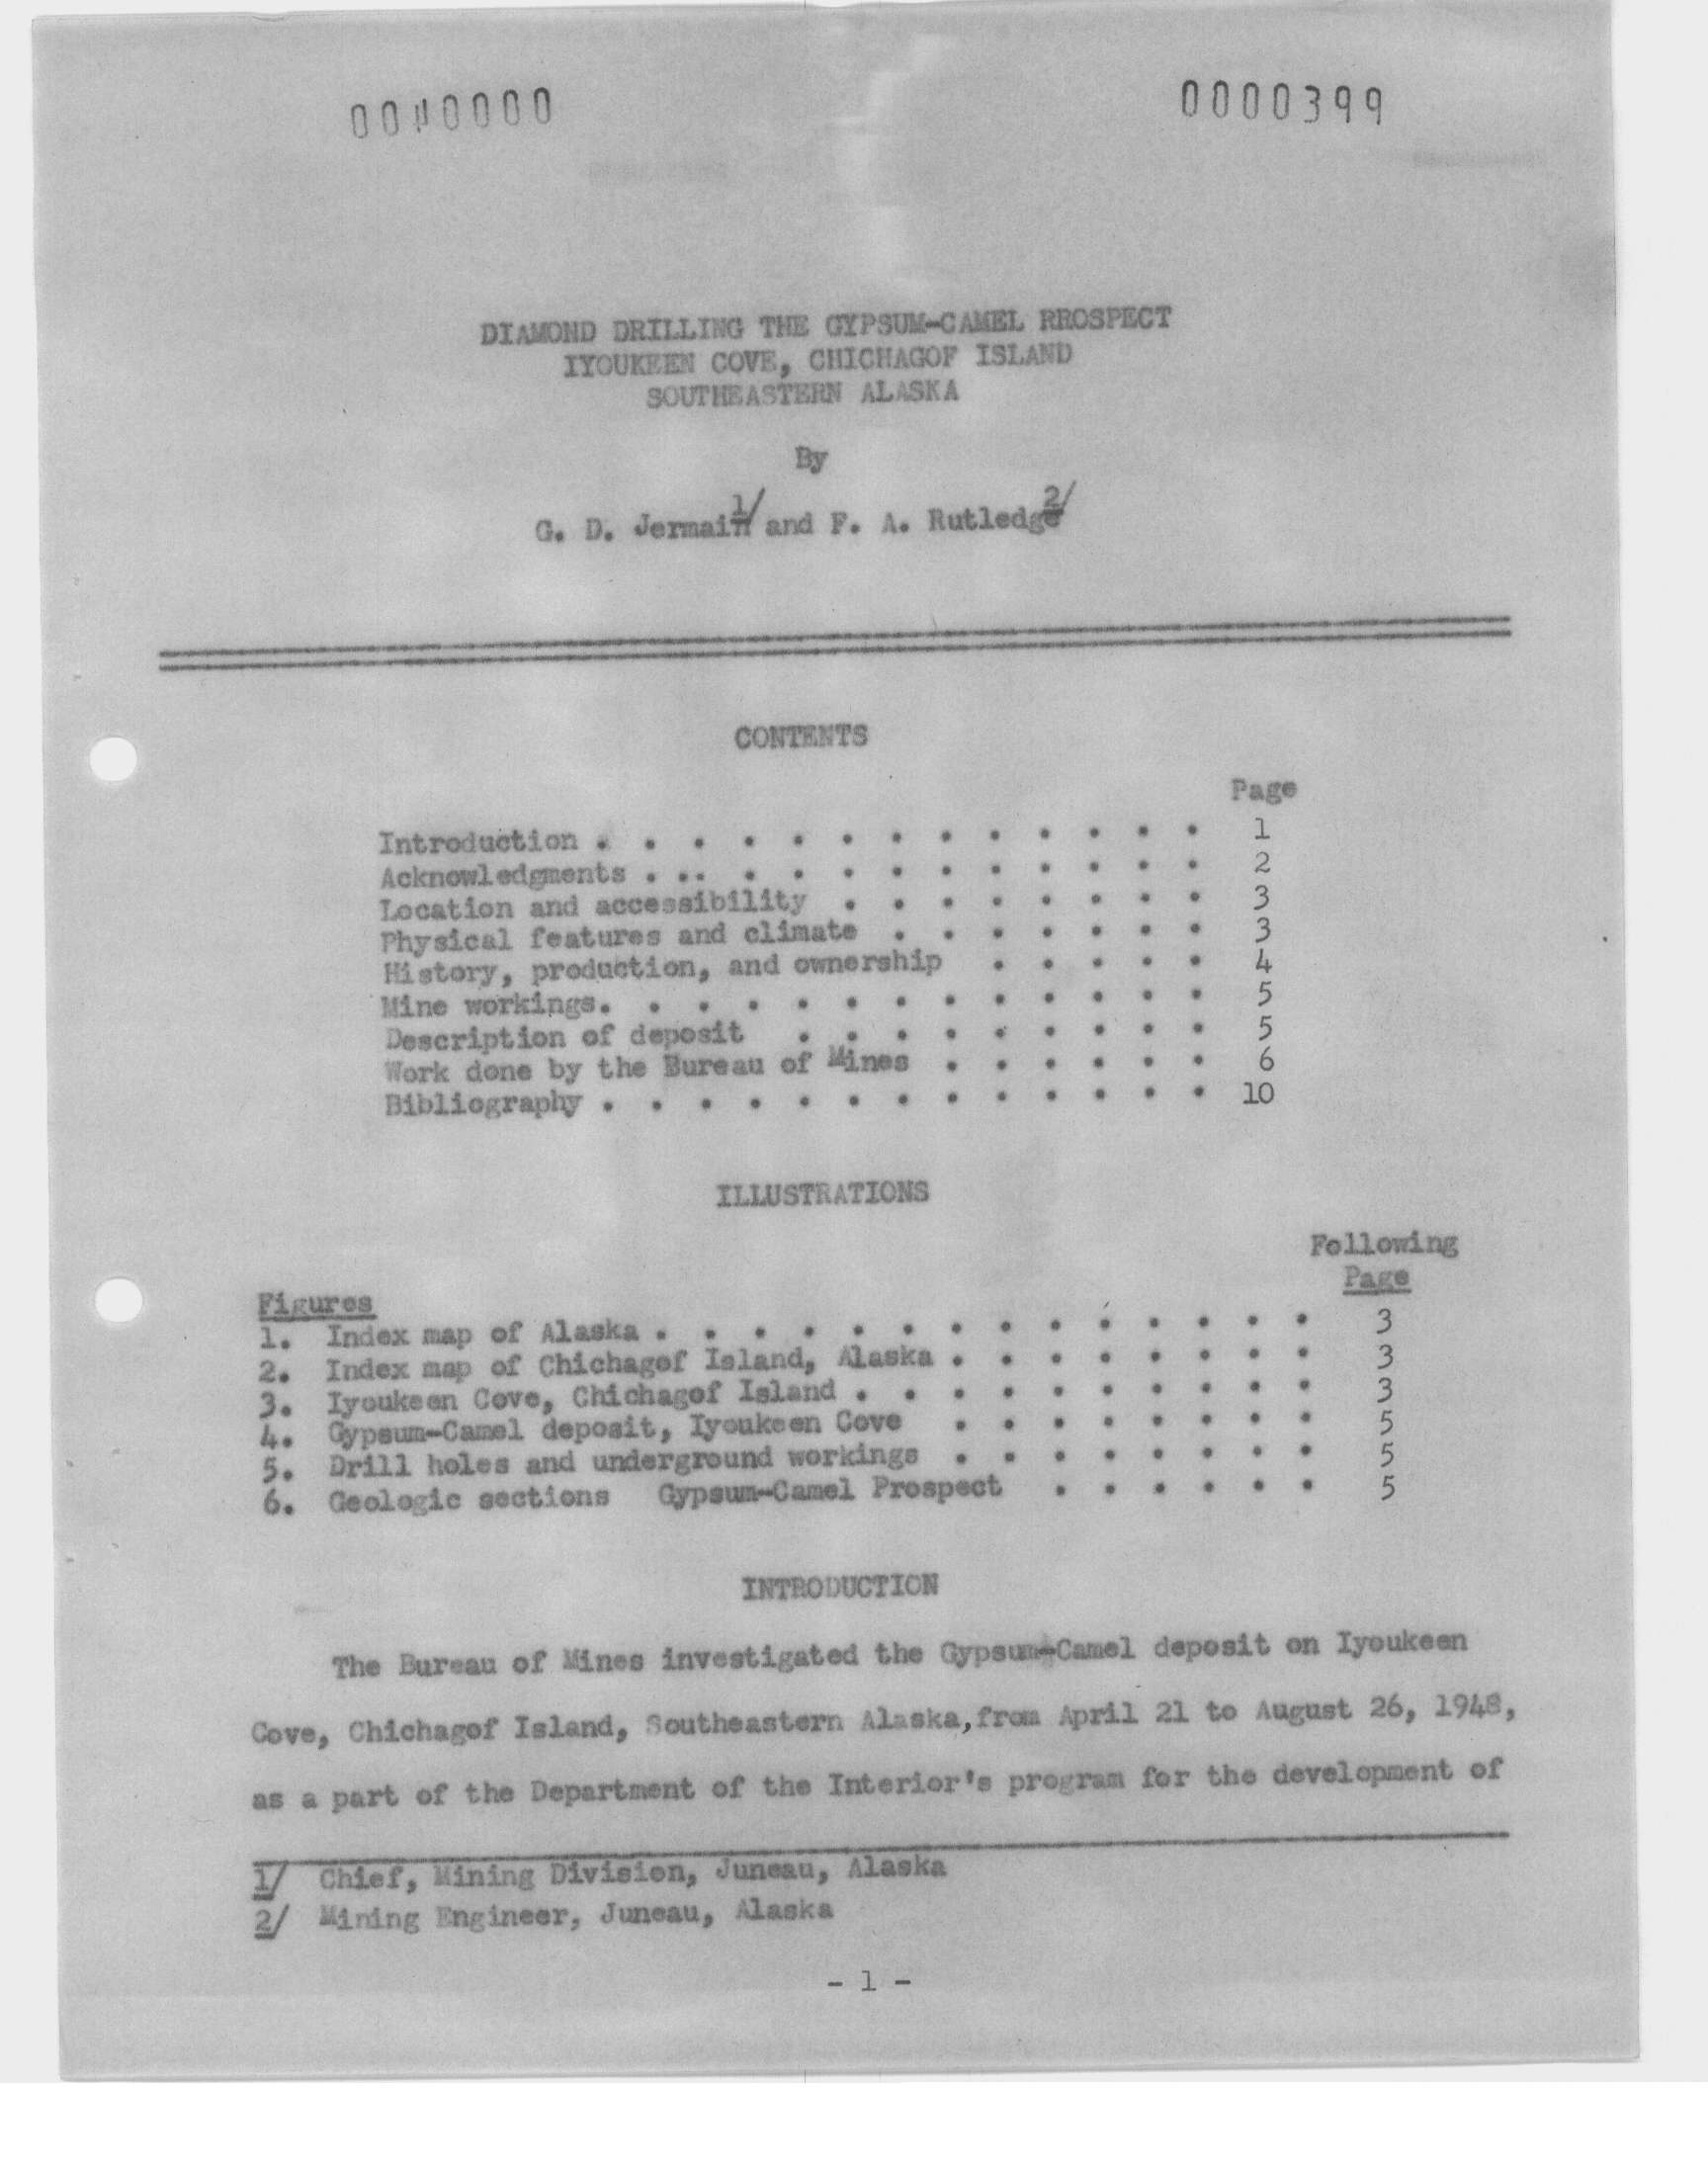 0000000 0000399
DIAMOND DRILLING THE GYPSUM-CAMEL RROSPECT
IYOUKEEN COVE, CHICHAGOF ISLAND
SOUTHEASTERN ALASKA
By
G. D. Jermain 1/ and F. A. Rutledge 2/
CONTENTS
Page
Introduction . . . . . . . . . . . . . 1
Acknowledgments . . . . . . . . . . . . . 2
Location and accessibility . . . . . . . . 3
Physical features and climate . . . . . . . 3
History, production, and ownership . . . . . 4
Mine workings. . . . . . . . . . . . . 5
Description of deposit . . . . . . . . . 5
Work done by the Bureau of Mines . . . . . . 6
Bibliography . . . . . . . . . . . . . 10
ILLUSTRATIONS
Following
Page
Figures
1. Index map of Alaska . . . . . . . . . . . . . . 3
2. Index map of Chichagof Island, Alaska . . . . . . . . 3
3. Iyoukeen Cove, Chichagof Island . . . . . . . . . . 3
4. Gypsum-Camel deposit, Iyoukeen Cove . . . . . . . . 5
5. Drill holes and underground workings . . . . . . . . 5
6. Geologic sections Gypsum-Camel Prospect . . . . . . 5
INTRODUCTION
The Bureau of Mines investigated the Gypsum-Camel deposit on Iyoukeen
Cove, Chichagof Island, Southeastern Alaska, from April 21 to August 26, 1948,
as a part of the Department of the Interior's program for the development of
1/ Chief, Mining Division, Juneau, Alaska
2/ Mining Engineer, Juneau, Alaska
- 1 -